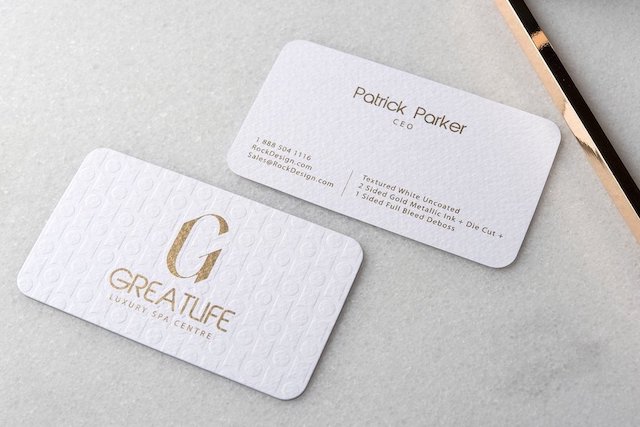 Patrick Parker
CEO
1 888 504 1116
RockDesign.com
Sales@RockDesign.com
Textured White Uncoated
2 Sided Gold Metallic Ink + Die Cut +
1 Sided Full Bleed Deboss
G
GREATLIFE
LUXURY SPA CENTRE